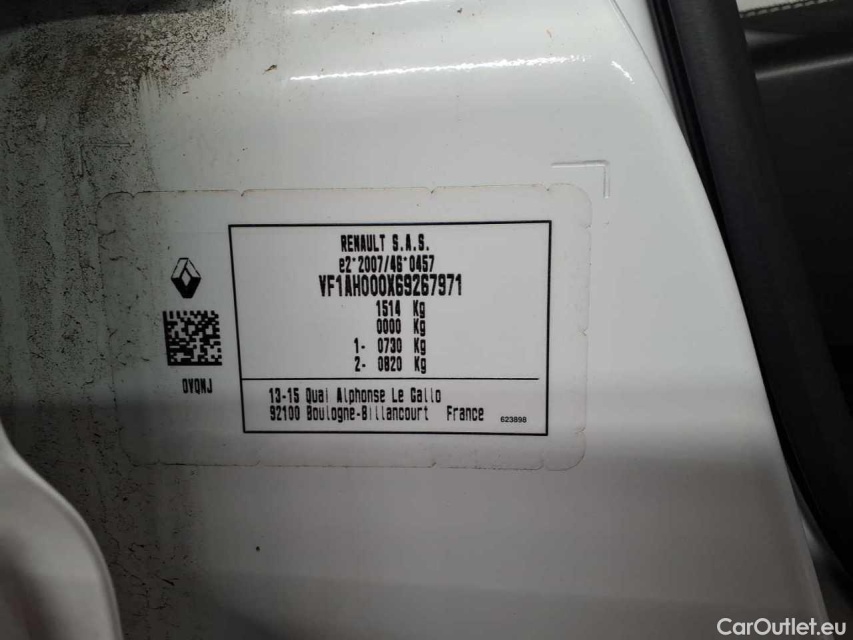 RENAULT S.A.S.
e2*2007/46*0457
VF1AH000X69267971
1514 Kg
0000 Kg
1- 0730 Kg
2- 0820 Kg
0VQNJ
13-15 Quai Alphonse Le Gallo
92100 Boulogne-Billancourt France
623898
CarOutlet.eu